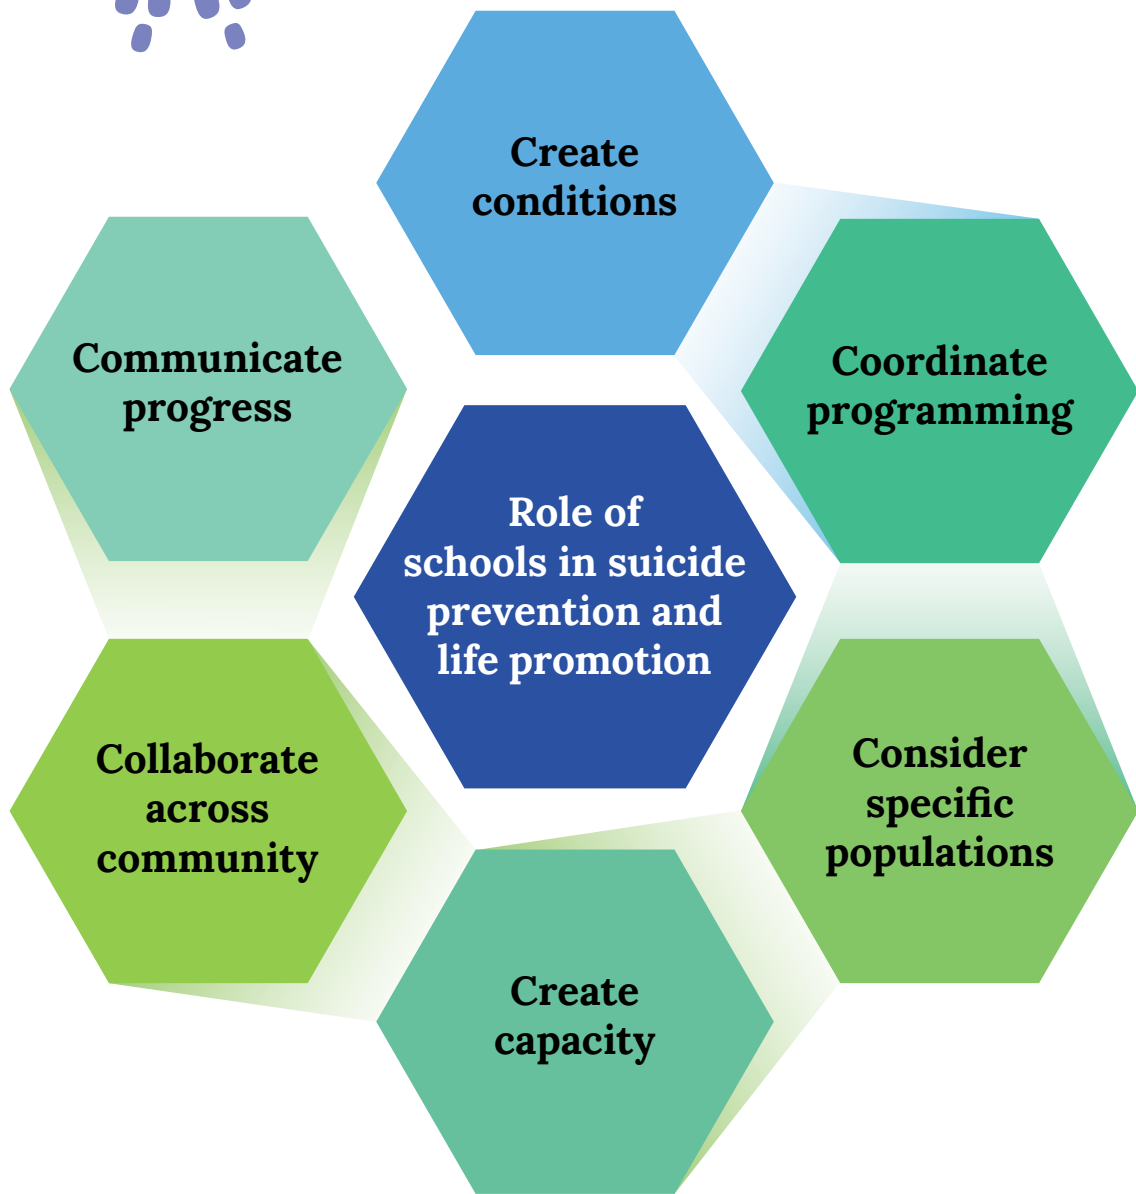 Create
conditions
Coordinate
programming
Consider
specific
populations
Create
capacity
Collaborate
across
community
Communicate
progress
Role of
schools in suicide
prevention and
life promotion